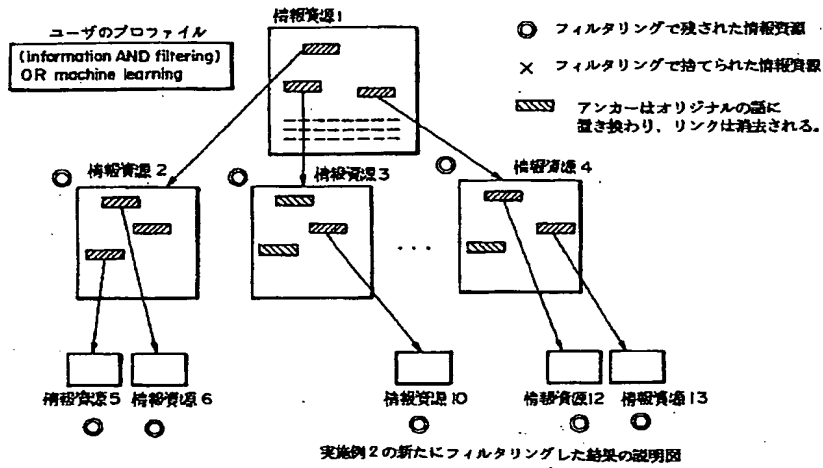 ユーザのプロファイル
(information AND filtering)
OR machine learning
情報資源1
フィルタリングで残された情報資源
× フィルタリングで捨てられた情報資源
アンカーはオリジナルの語に
置き換わり、リンクは消去される。
情報資源2
情報資源3
情報資源4
...
情報資源5
情報資源6
情報資源10
情報資源12
情報資源13
実施例2の新たにフィルタリングした結果の説明図